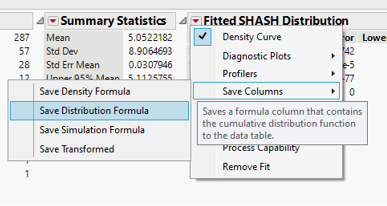 Summary Statistics
Fitted SHASH Distribution
287
Mean
5.0522182
57
Std Dev
8.9064693
28
Std Err Mean
0.0307946
12
Upper 95% Mean
5.1125755
or
Lowe
742
e-5
-77
0
Density Curve
Diagnostic Plots
Profilers
Save Columns
Process Capability
Remove Fit
Save Density Formula
Save Distribution Formula
Save Simulation Formula
Save Transformed
Saves a formula column that contains
the cumulative distribution function
to the data table.
1
1